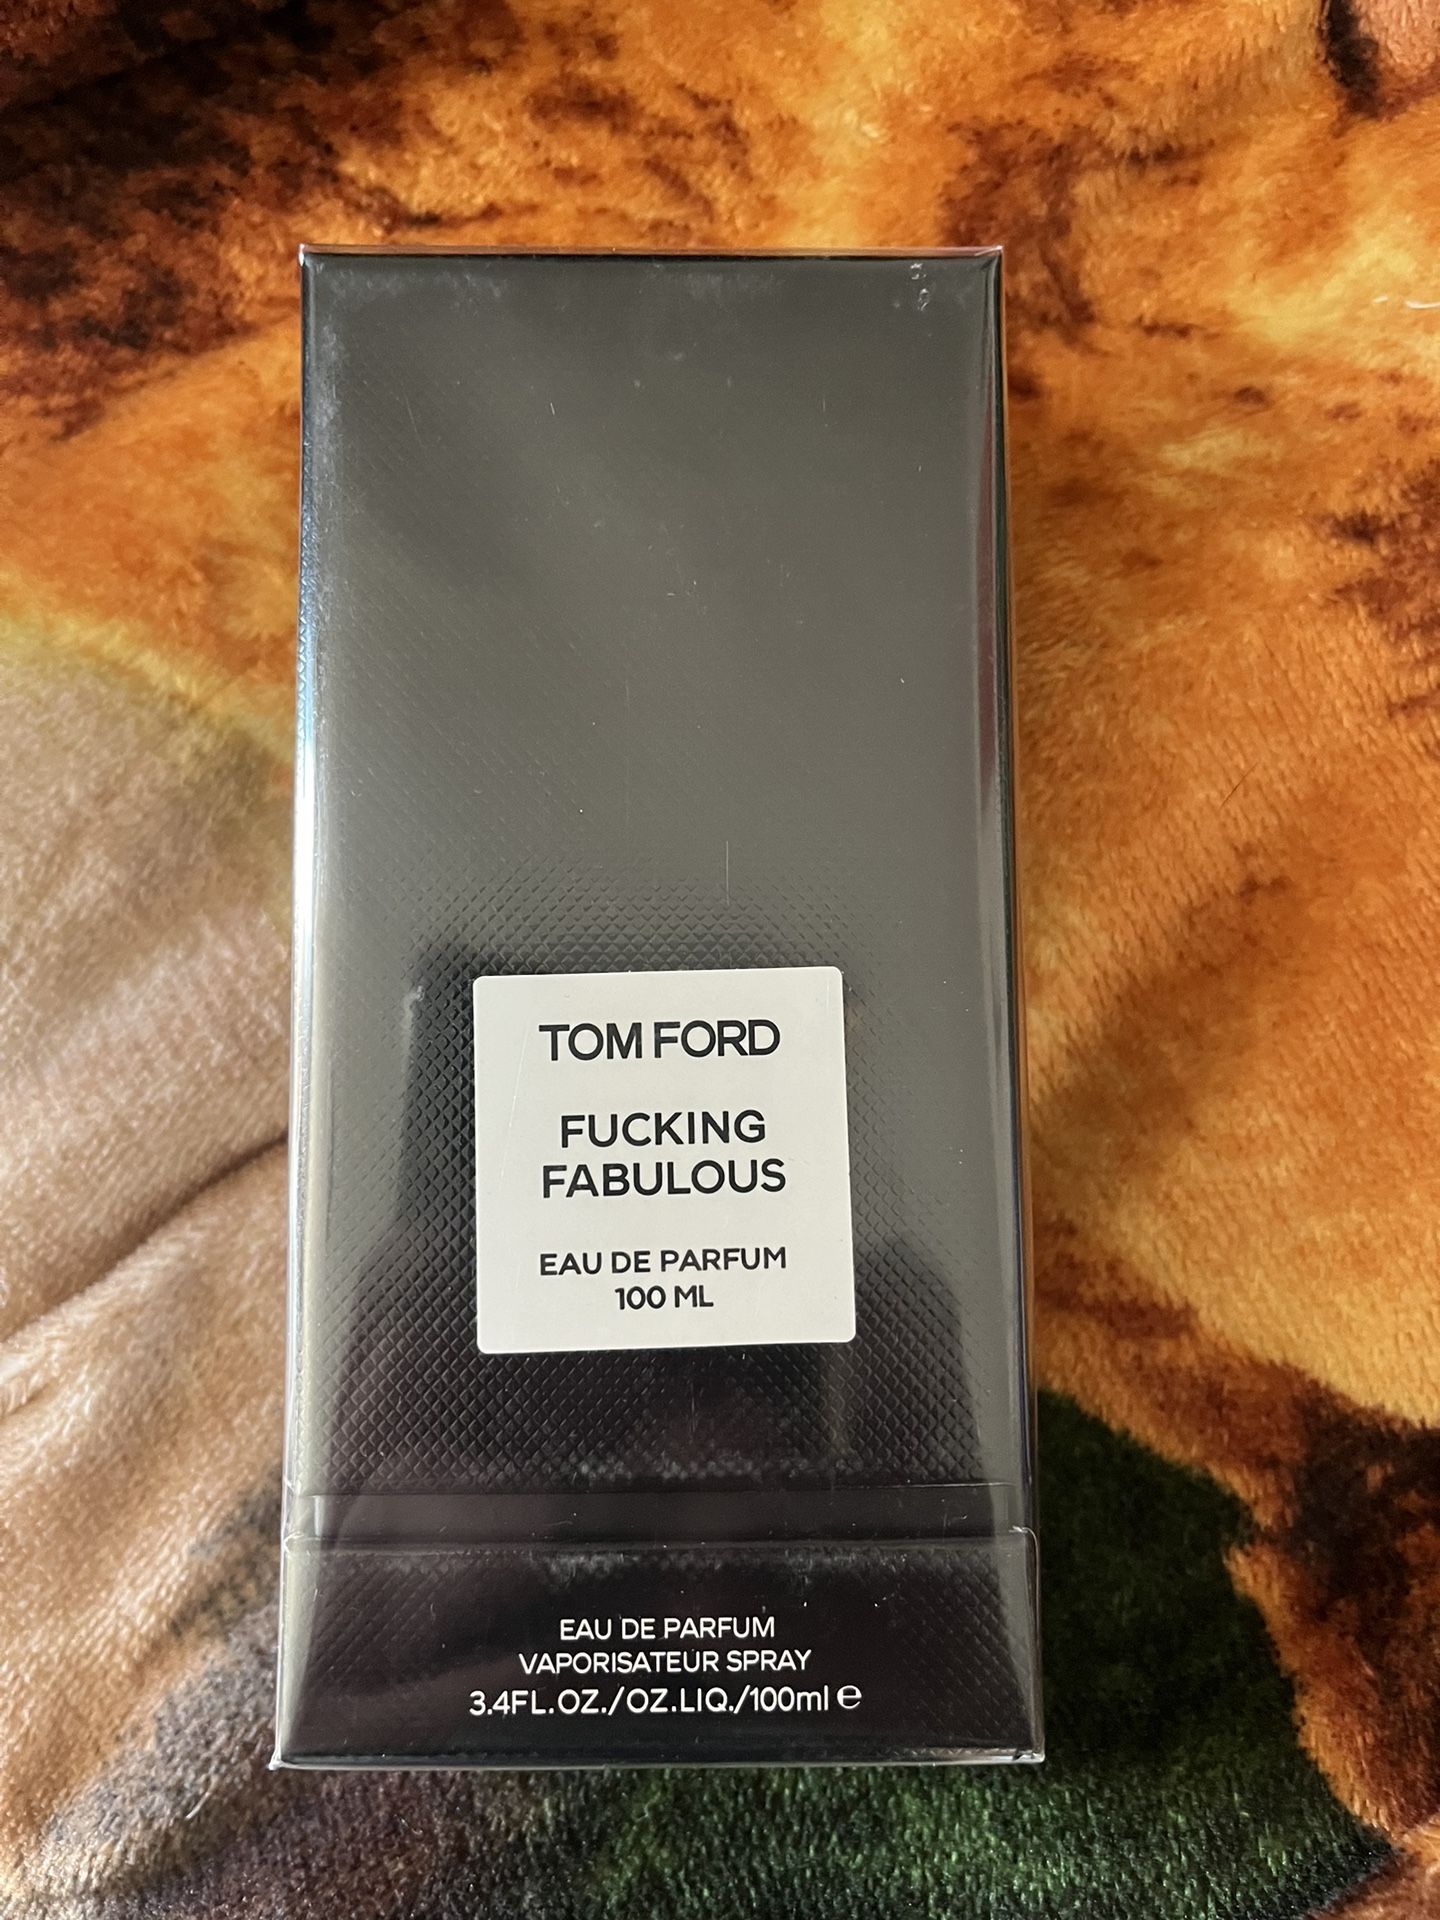 TOM FORD
FUCKING
FABULOUS
EAU DE PARFUM
100 ML
EAU DE PARFUM
VAPORISATEUR SPRAY
3.4FL.OZ./OZ.LIQ./100ml ℮